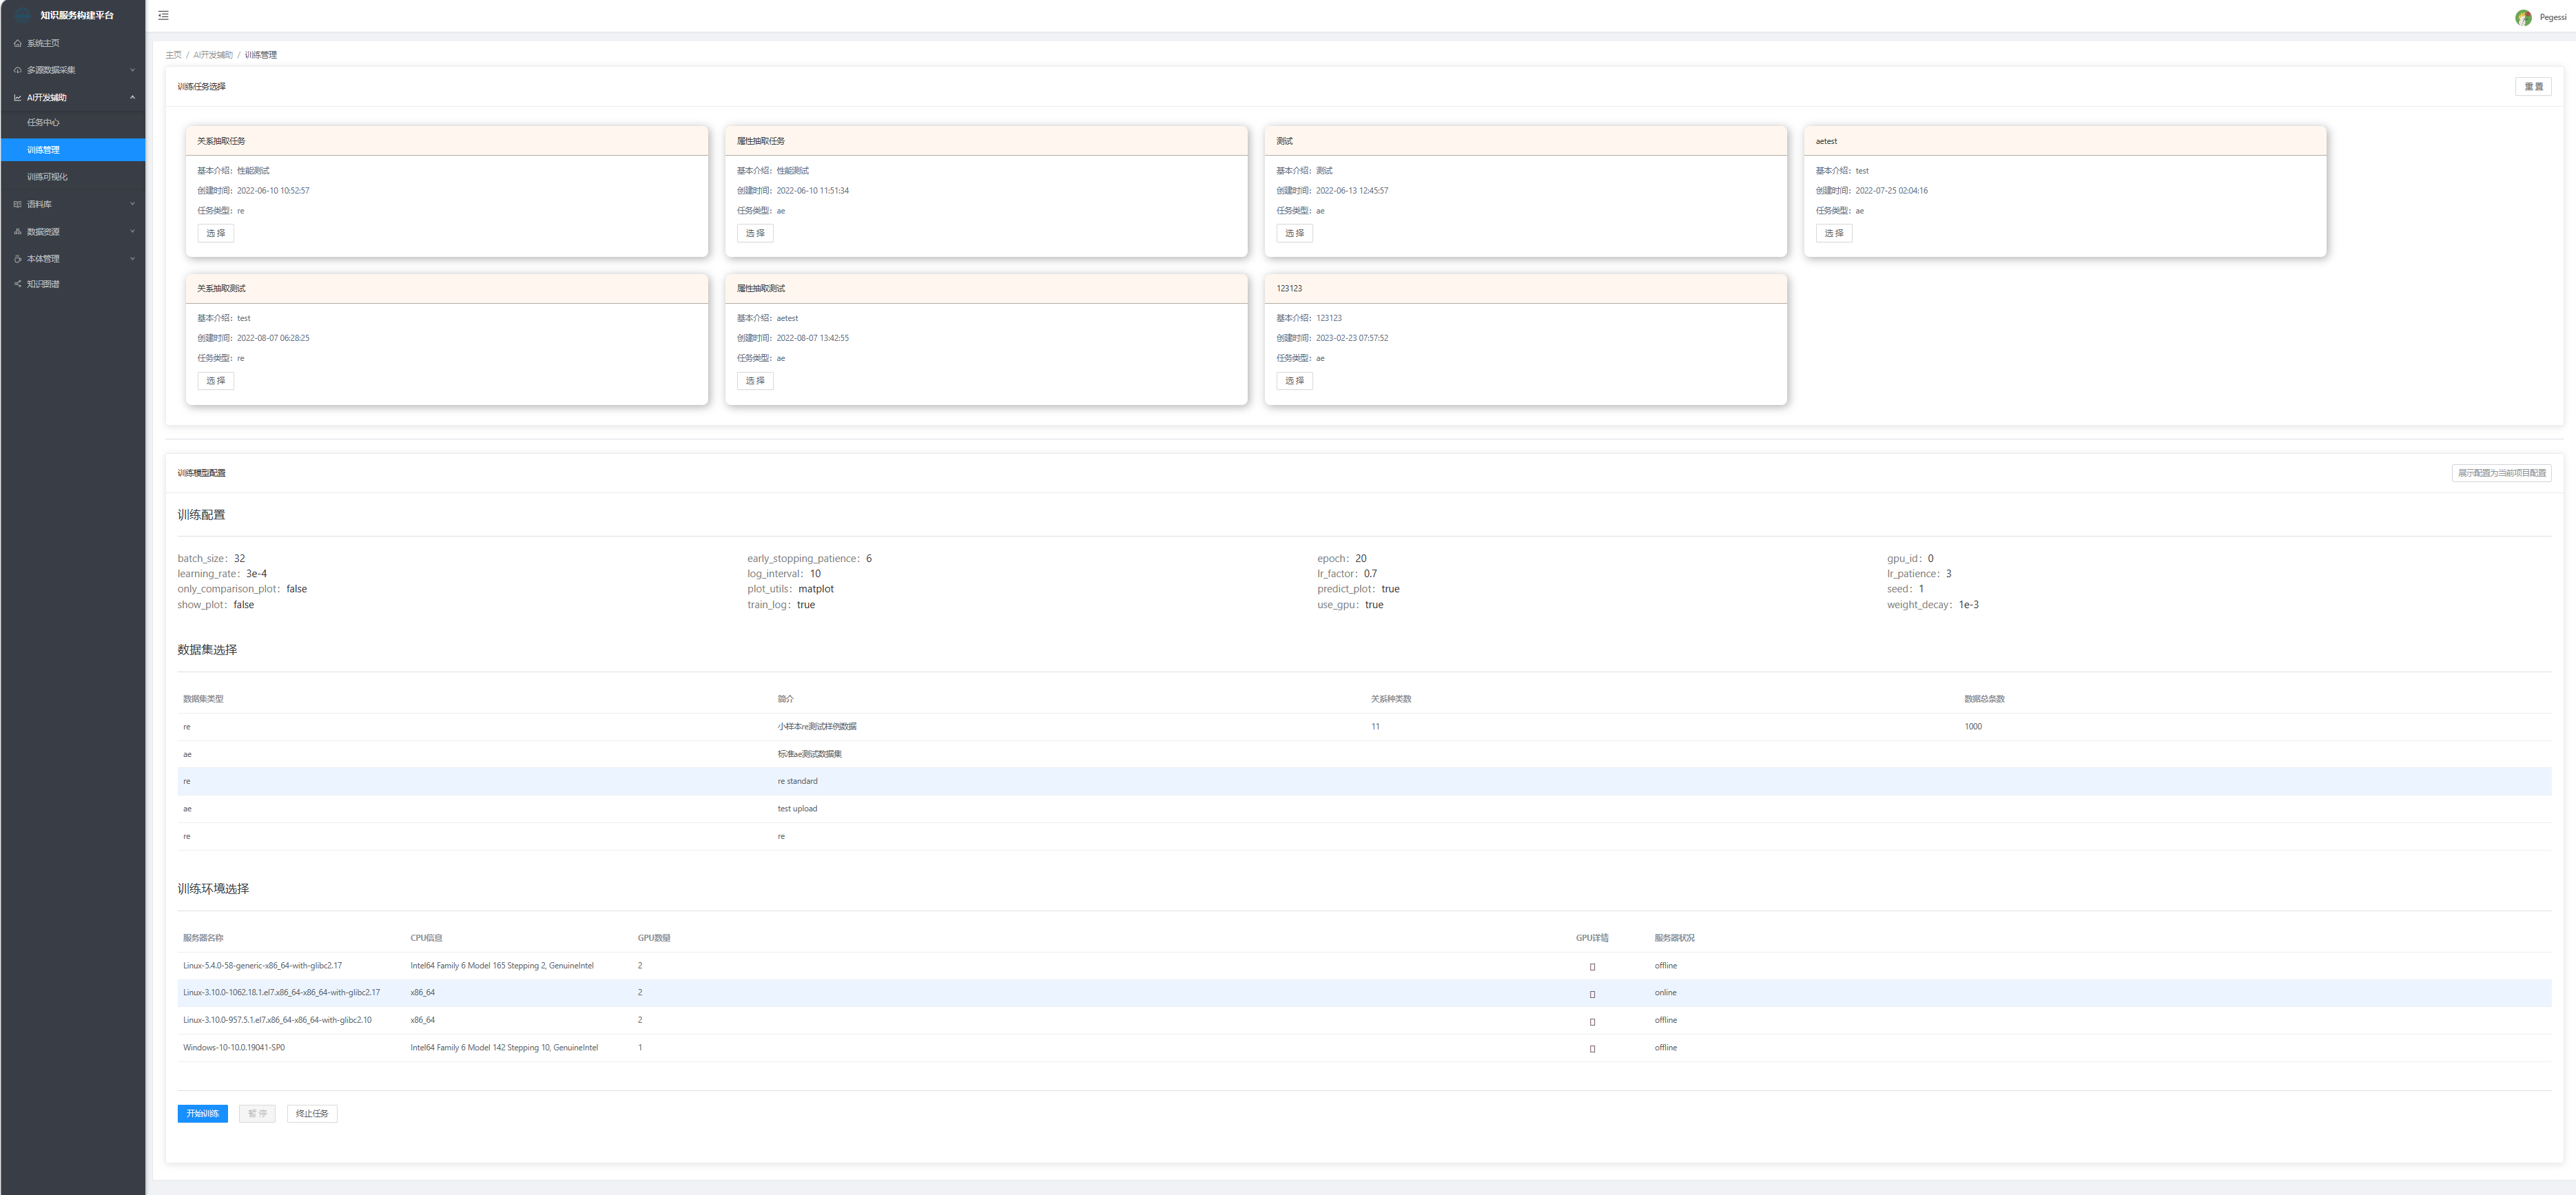 知识服务构建平台
Pegessi
系统主页
多源数据采集
AI开发辅助
任务中心
训练管理
训练可视化
语料库
数据资源
本体管理
知识图谱
主页 / AI开发辅助 / 训练管理
训练任务选择
重 置
关系抽取任务
基本介绍：性能测试
创建时间：2022-06-10 10:52:57
任务类型：re
选 择
属性抽取任务
基本介绍：性能测试
创建时间：2022-06-10 11:51:34
任务类型：ae
选 择
测试
基本介绍：测试
创建时间：2022-06-13 12:45:57
任务类型：ae
选 择
aetest
基本介绍：test
创建时间：2022-07-25 02:04:16
任务类型：ae
选 择
关系抽取测试
基本介绍：test
创建时间：2022-08-07 06:28:25
任务类型：re
选 择
属性抽取测试
基本介绍：aetest
创建时间：2022-08-07 13:42:55
任务类型：ae
选 择
123123
基本介绍：123123
创建时间：2023-02-23 07:57:52
任务类型：ae
选 择
训练模型配置
展示配置为当前项目配置
训练配置
batch_size：32 early_stopping_patience：6 epoch：20 gpu_id：0
learning_rate：3e-4 log_interval：10 lr_factor：0.7 lr_patience：3
only_comparison_plot：false plot_utils：matplot predict_plot：true seed：1
show_plot：false train_log：true use_gpu：true weight_decay：1e-3
数据集选择
数据集类型 简介 关系种类数 数据总条数
re 小样本re测试样例数据 11 1000
ae 标准ae测试数据集
re re standard
ae test upload
re re
训练环境选择
服务器名称 CPU信息 GPU数量 GPU详情 服务器状况
Linux-5.4.0-58-generic-x86_64-with-glibc2.17 Intel64 Family 6 Model 165 Stepping 2, GenuineIntel 2 offline
Linux-3.10.0-1062.18.1.el7.x86_64-x86_64-with-glibc2.17 x86_64 2 online
Linux-3.10.0-957.5.1.el7.x86_64-x86_64-with-glibc2.10 x86_64 2 offline
Windows-10-10.0.19041-SP0 Intel64 Family 6 Model 142 Stepping 10, GenuineIntel 1 offline
开始训练 暂 停 终止任务